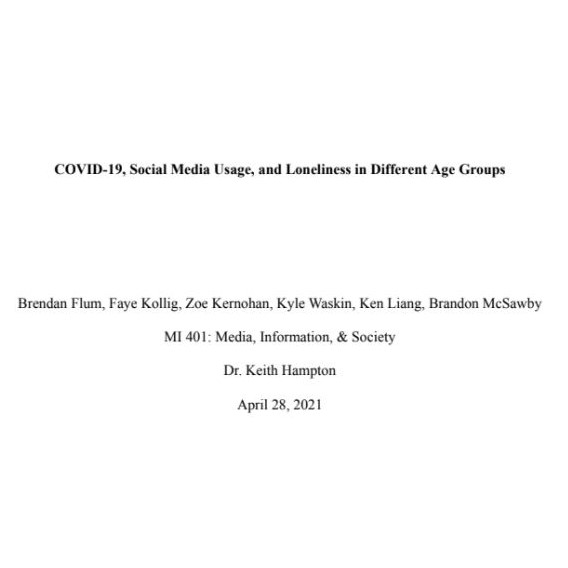 COVID-19, Social Media Usage, and Loneliness in Different Age Groups
Brendan Flum, Faye Kollig, Zoe Kernohan, Kyle Waskin, Ken Liang, Brandon McSawby
MI 401: Media, Information, & Society
Dr. Keith Hampton
April 28, 2021